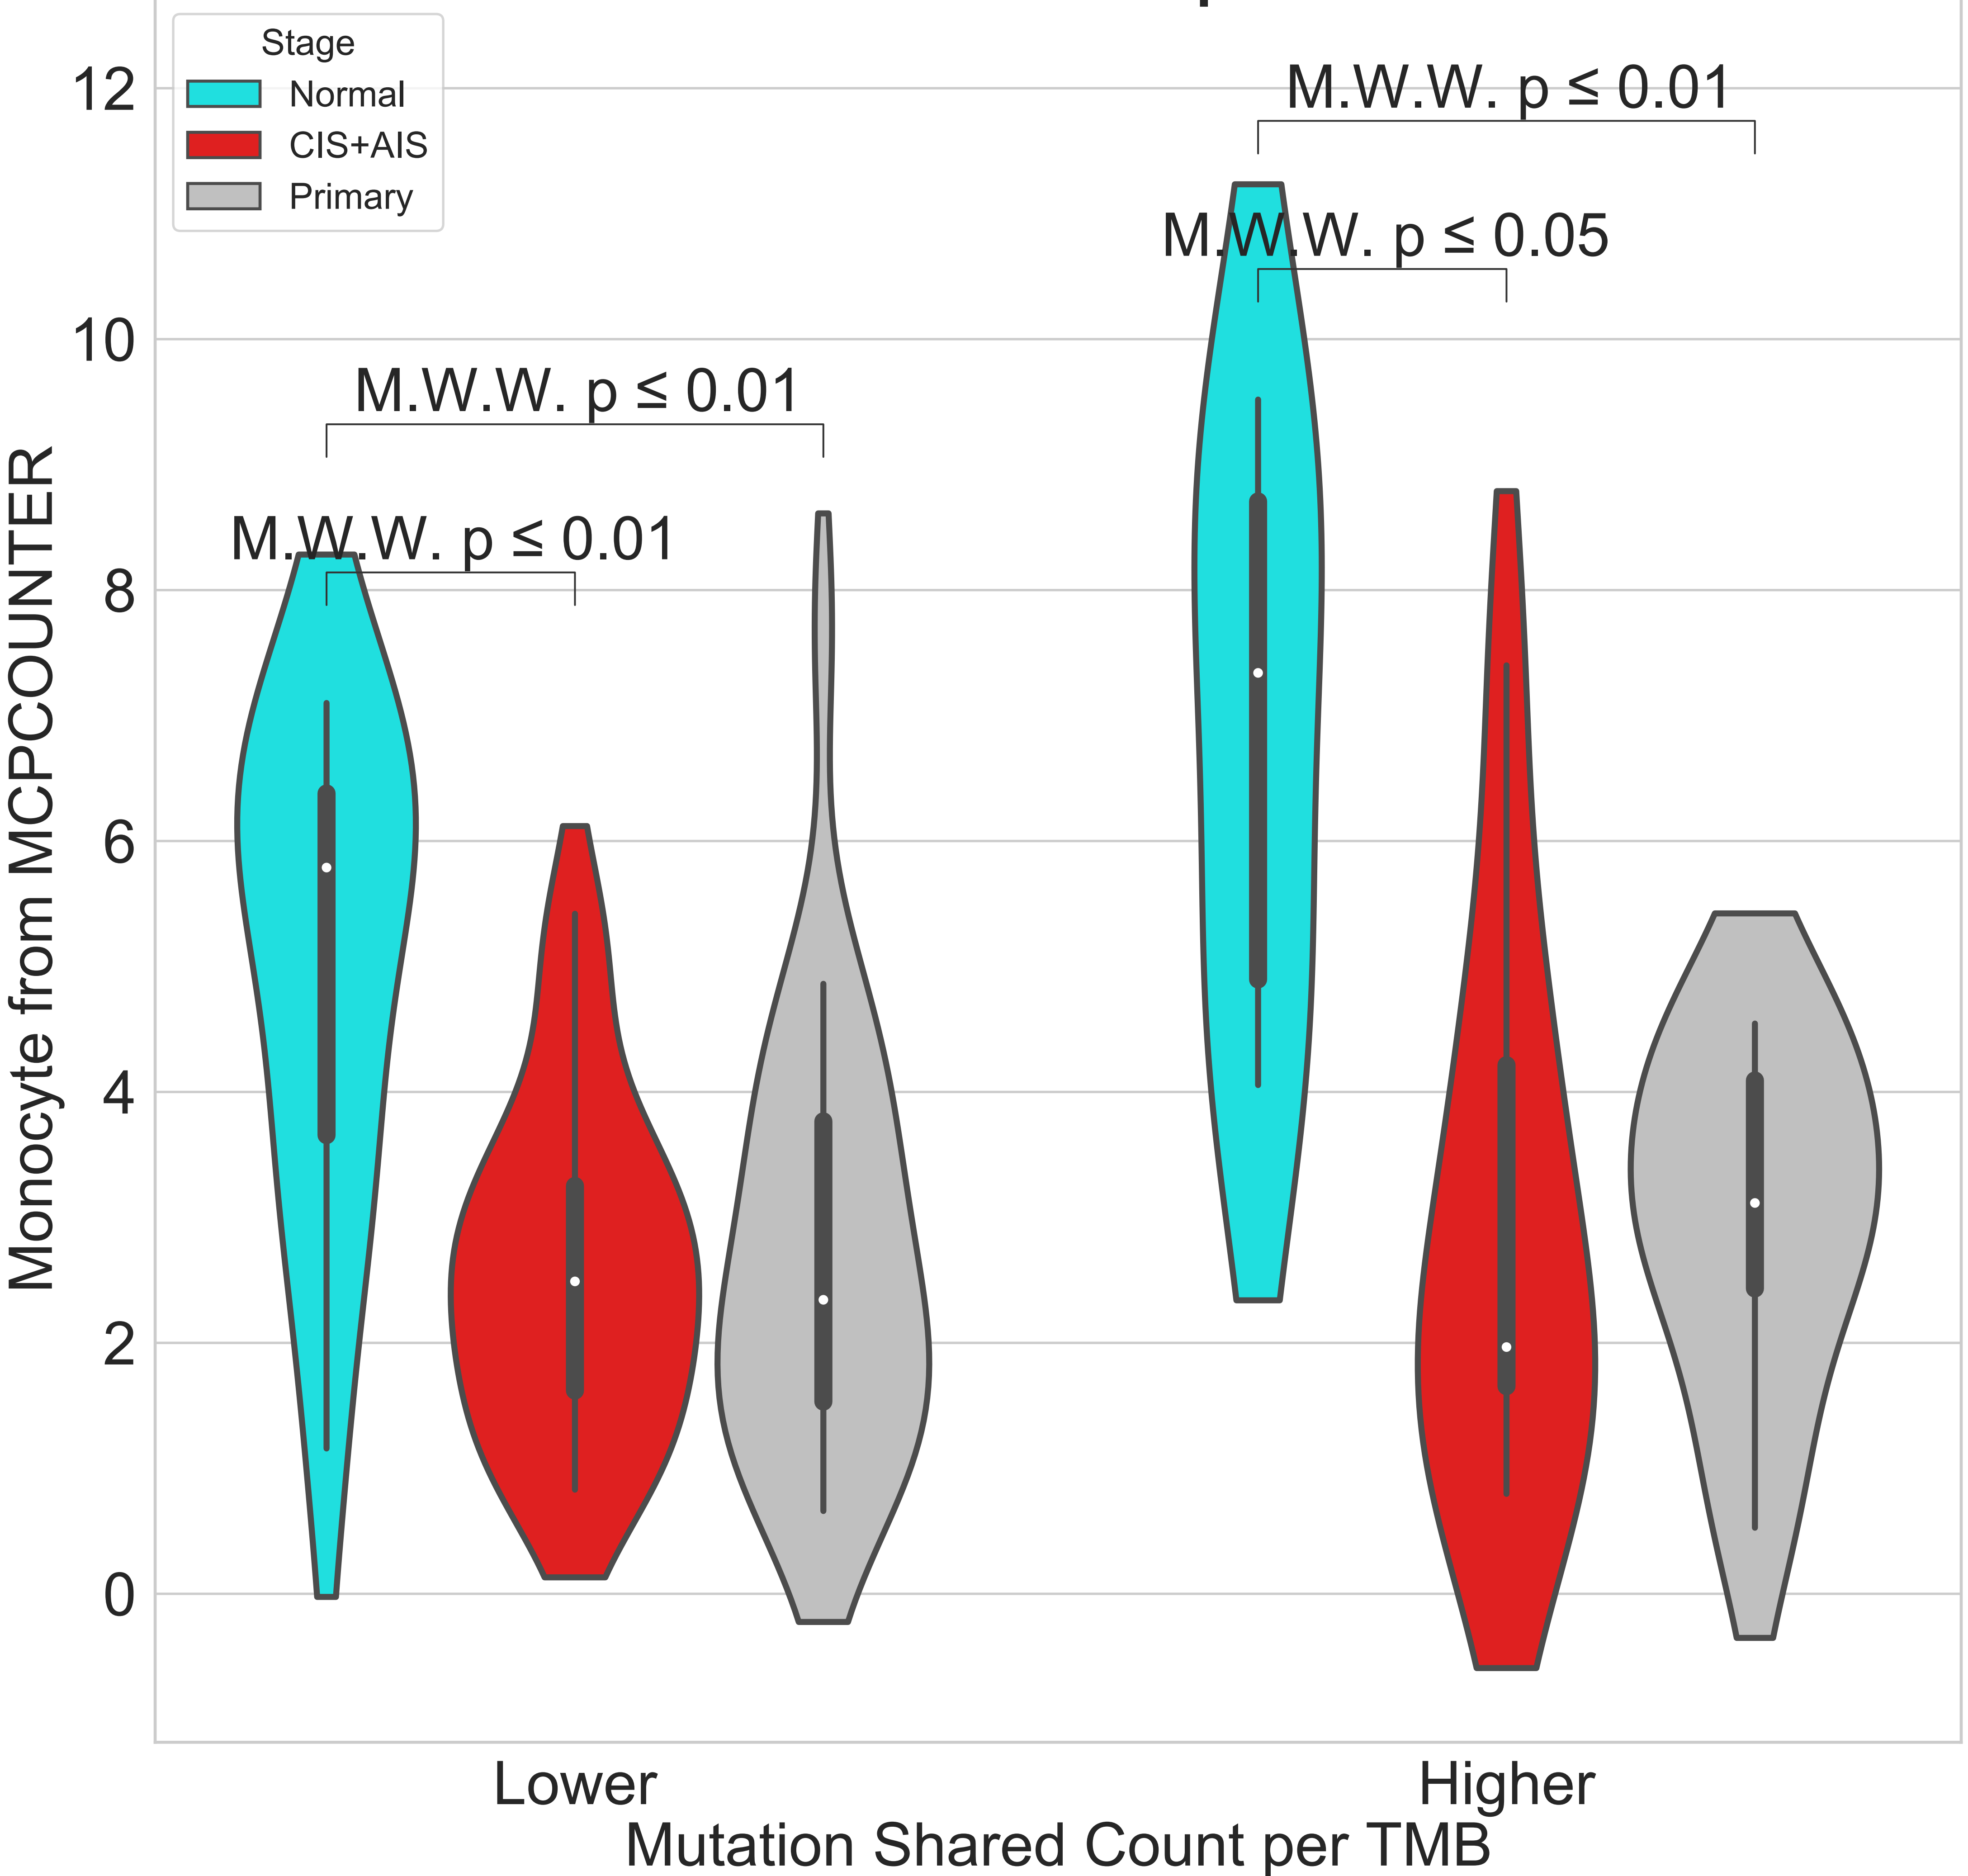 Stage
Normal
CIS+AIS
Primary
12
10
8
6
4
2
0
Monocyte from MCPCOUNTER
M.W.W. p ≤ 0.01
M.W.W. p ≤ 0.05
M.W.W. p ≤ 0.01
M.W.W. p ≤ 0.01
Lower
Higher
Mutation Shared Count per TMB